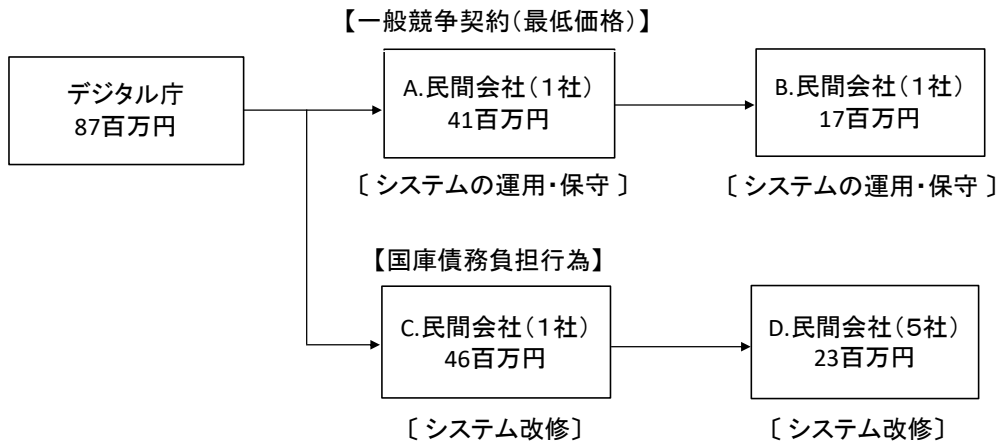 【一般競争契約(最低価格)】
デジタル庁
87百万円
A.民間会社(1社)
41百万円
B.民間会社(1社)
17百万円
〔 システムの運用・保守 〕
〔 システムの運用・保守 〕
【国庫債務負担行為】
C.民間会社(1社)
46百万円
D.民間会社(5社)
23百万円
〔 システム改修〕
〔 システム改修〕